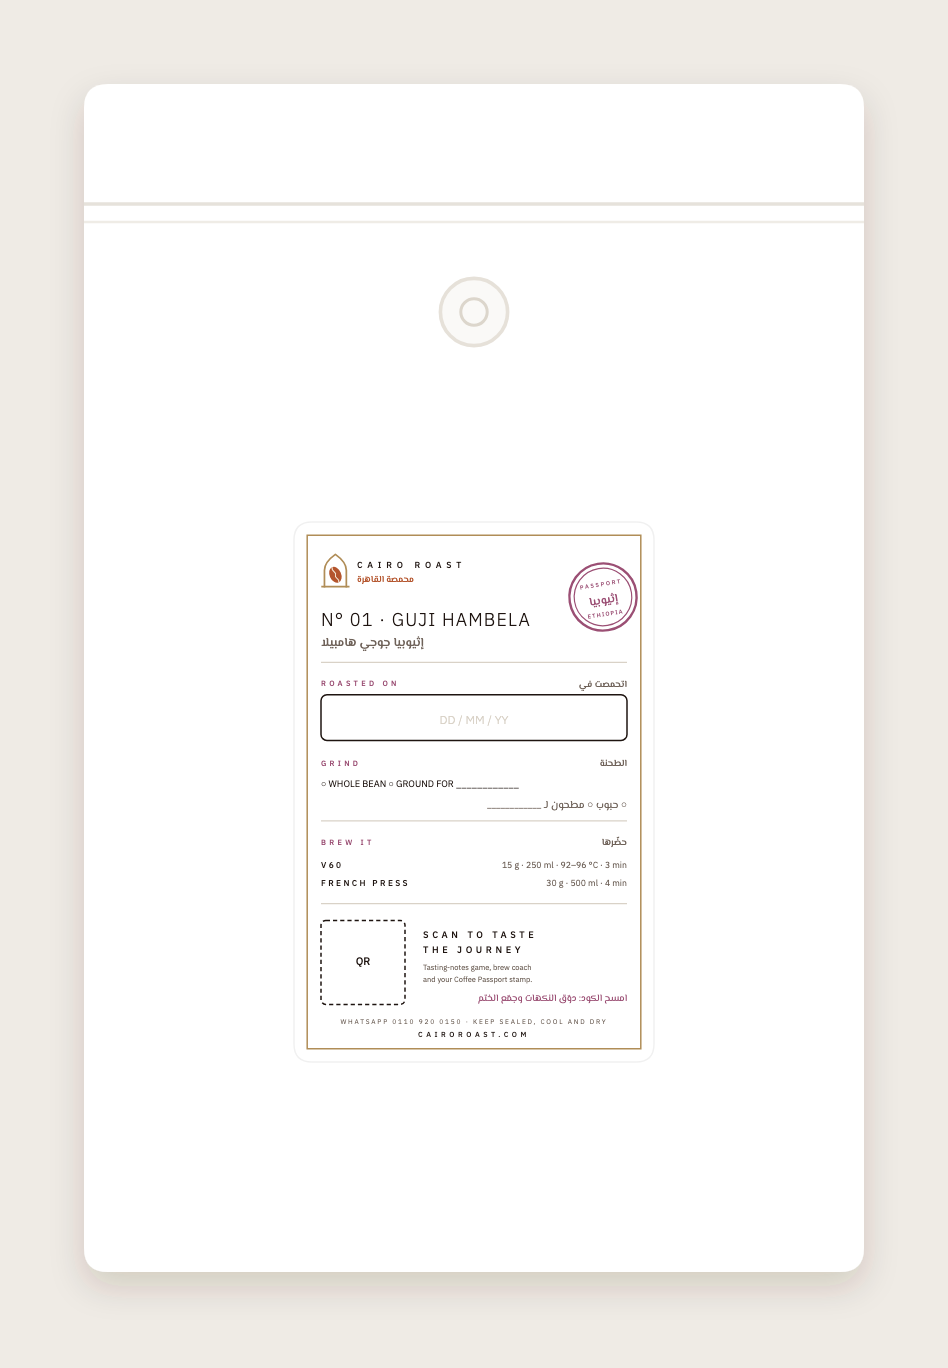 CAIRO ROAST
محمصة القاهرة
PASSPORT
إثيوبيا
ETHIOPIA
N° 01 · GUJI HAMBELA
إثيوبيا جوجي هامبيلا
ROASTED ON
اتحمصت في
DD / MM / YY
GRIND
الطحنة
○ WHOLE BEAN ○ GROUND FOR ____________
○ حبوب ○ مطحون لـ ____________
BREW IT
حضّرها
V60
15 g · 250 ml · 92–96 °C · 3 min
FRENCH PRESS
30 g · 500 ml · 4 min
QR
SCAN TO TASTE
THE JOURNEY
Tasting-notes game, brew coach
and your Coffee Passport stamp.
امسح الكود: دوّق النكهات وجمّع الختم
WHATSAPP 0110 920 0150 · KEEP SEALED, COOL AND DRY
CAIROROAST.COM